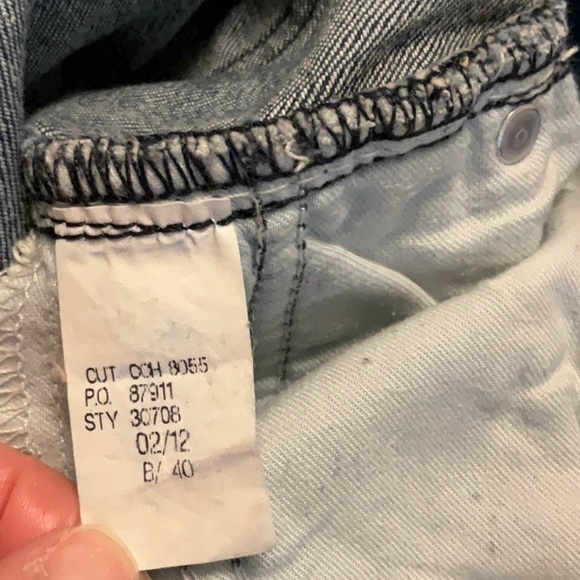 CUT CCH 8055
P.O. 87911
STY 30708
02/12
B/ 40